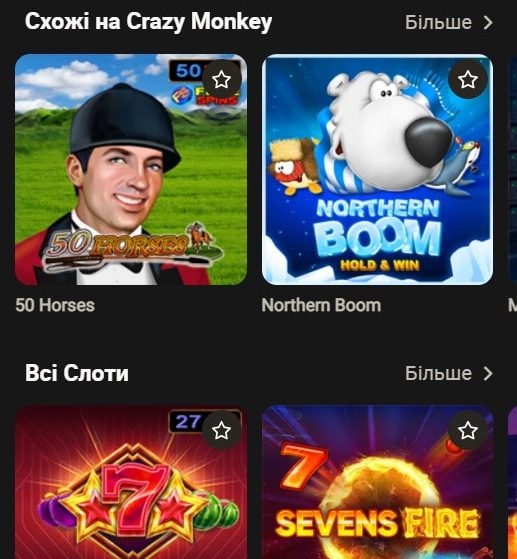 Схожі на Crazy Monkey
Більше
50
SPINS
50 HORSES
NORTHERN
BOOM
HOLD & WIN
50 Horses
Northern Boom
Всі Слоти
Більше
27
7
7
SEVENS FIRE